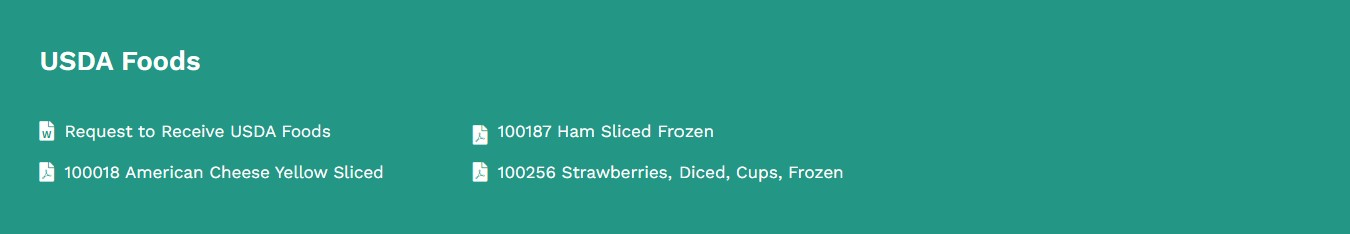 USDA Foods
Request to Receive USDA Foods
100187 Ham Sliced Frozen
100018 American Cheese Yellow Sliced
100256 Strawberries, Diced, Cups, Frozen